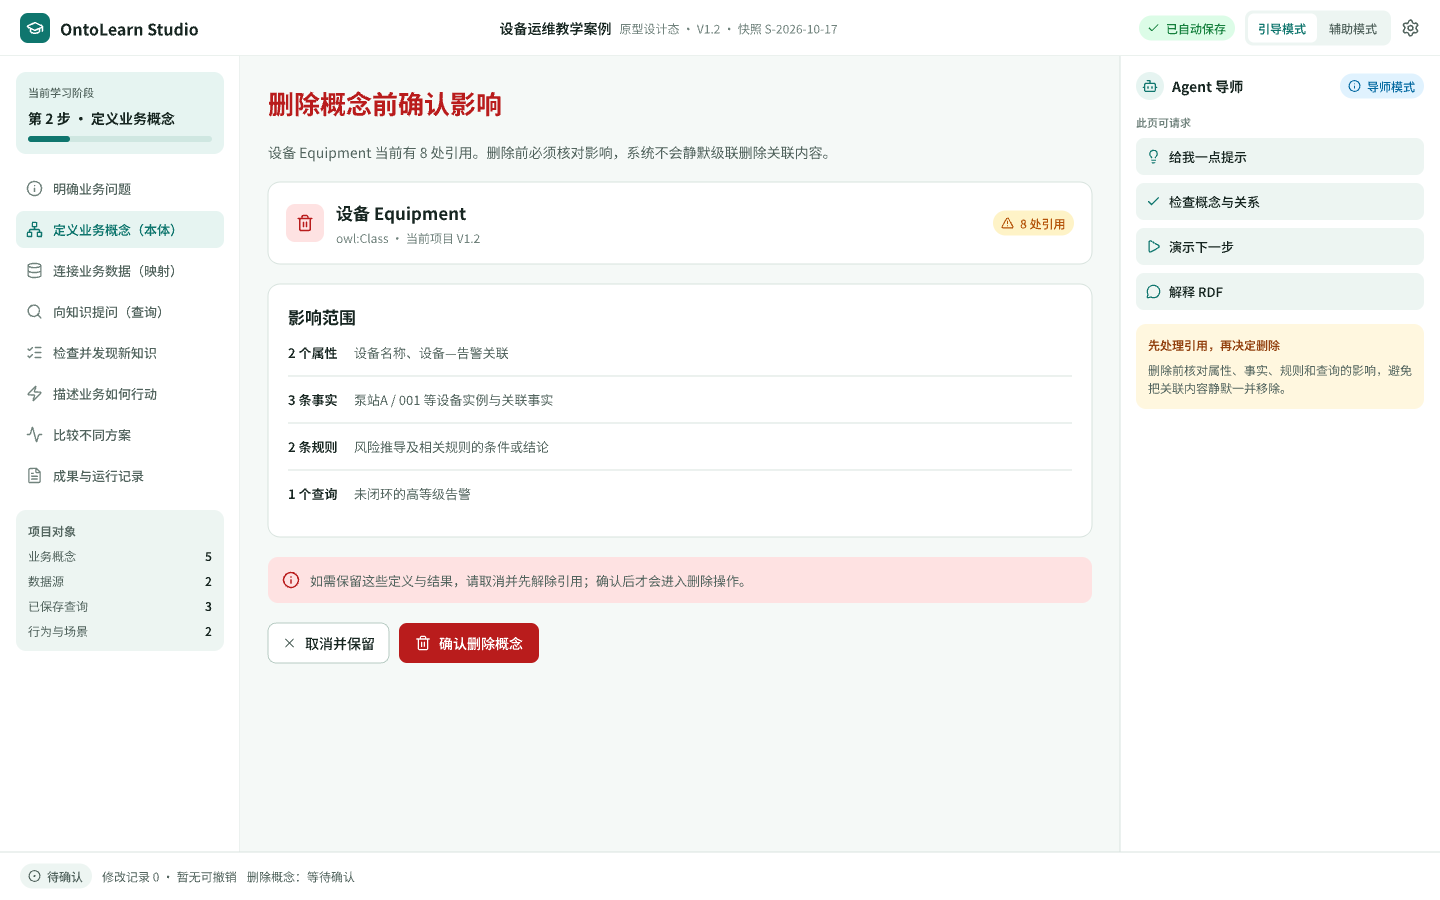 OntoLearn Studio
设备运维教学案例 原型设计态 • V1.2 • 快照 S-2026-10-17
已自动保存
引导模式
辅助模式
当前学习阶段
第 2 步 • 定义业务概念
明确业务问题
定义业务概念（本体）
连接业务数据（映射）
向知识提问（查询）
检查并发现新知识
描述业务如何行动
比较不同方案
成果与运行记录
项目对象
业务概念 5
数据源 2
已保存查询 3
行为与场景 2
删除概念前确认影响
设备 Equipment 当前有 8 处引用。删除前必须核对影响，系统不会静默级联删除关联内容。
设备 Equipment
owl:Class • 当前项目 V1.2
8 处引用
影响范围
2 个属性 设备名称、设备—告警关联
3 条事实 泵站A / 001 等设备实例与关联事实
2 条规则 风险推导及相关规则的条件或结论
1 个查询 未闭环的高等级告警
如需保留这些定义与结果，请取消并先解除引用；确认后才会进入删除操作。
取消并保留
确认删除概念
Agent 导师
导师模式
此页可请求
给我一点提示
检查概念与关系
演示下一步
解释 RDF
先处理引用，再决定删除
删除前核对属性、事实、规则和查询的影响，避免
把关联内容静默一并移除。
待确认
修改记录 0 • 暂无可撤销 删除概念：等待确认